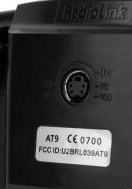 RadioLink
AT9 CE 0700
FCC ID:U2BRL039AT9